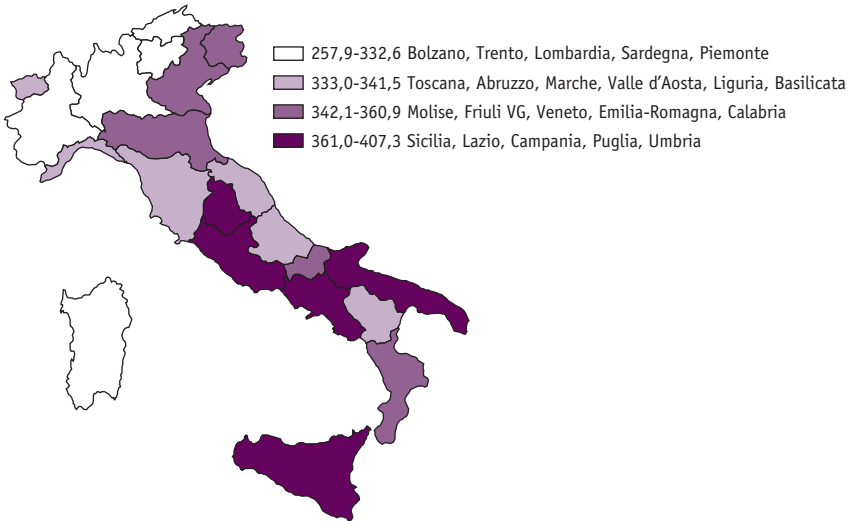 257,9-332,6 Bolzano, Trento, Lombardia, Sardegna, Piemonte
333,0-341,5 Toscana, Abruzzo, Marche, Valle d'Aosta, Liguria, Basilicata
342,1-360,9 Molise, Friuli VG, Veneto, Emilia-Romagna, Calabria
361,0-407,3 Sicilia, Lazio, Campania, Puglia, Umbria